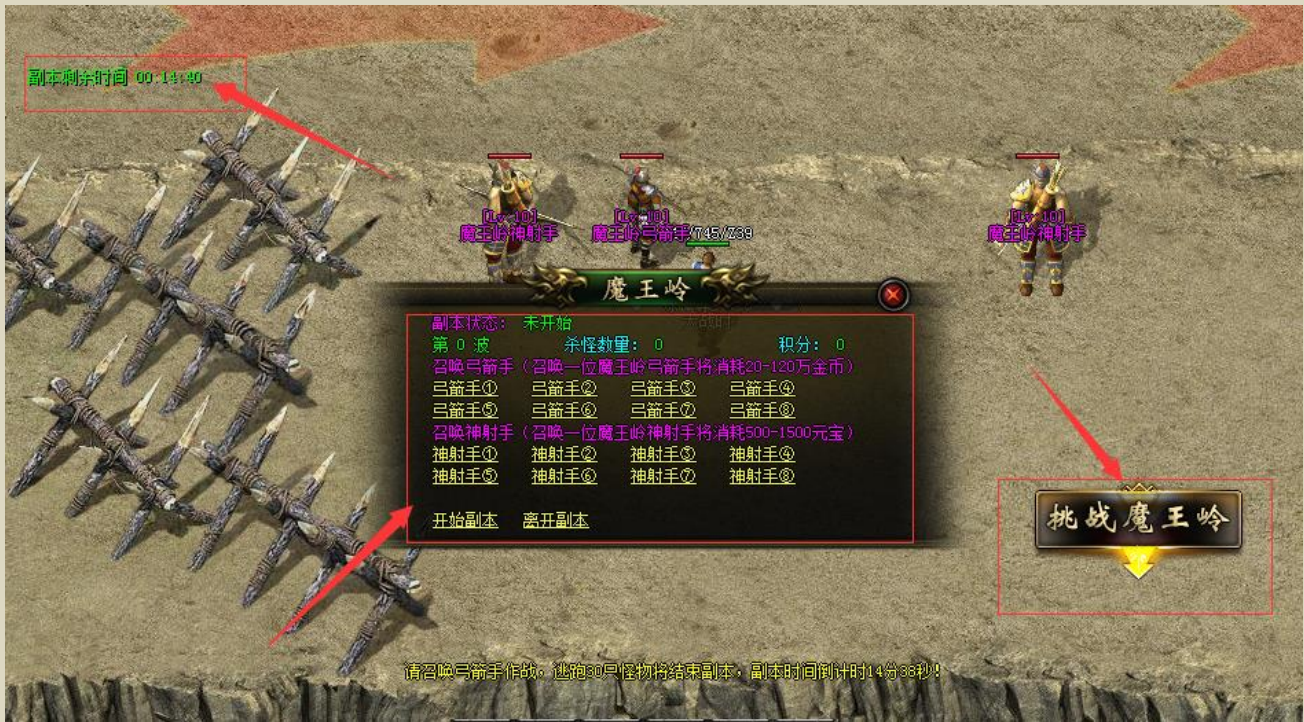 副本剩余时间 00:14:40
[Lv 10]
魔王岭神射手
[Lv 10]
魔王岭弓箭手
/745/239
[Lv 10]
魔王岭神射手
魔王岭
副本状态: 未开始
第 0 波 杀怪数量: 0 积分: 0
召唤弓箭手(召唤一位魔王岭弓箭手将消耗20-120万金币)
弓箭手① 弓箭手② 弓箭手③ 弓箭手④
弓箭手⑤ 弓箭手⑥ 弓箭手⑦ 弓箭手⑧
召唤神射手(召唤一位魔王岭神射手将消耗500-1500元宝)
神射手① 神射手② 神射手③ 神射手④
神射手⑤ 神射手⑥ 神射手⑦ 神射手⑧
开始副本 离开副本
挑战魔王岭
请召唤弓箭手作战，逃跑30只怪物将结束副本，副本时间倒计时14分38秒!